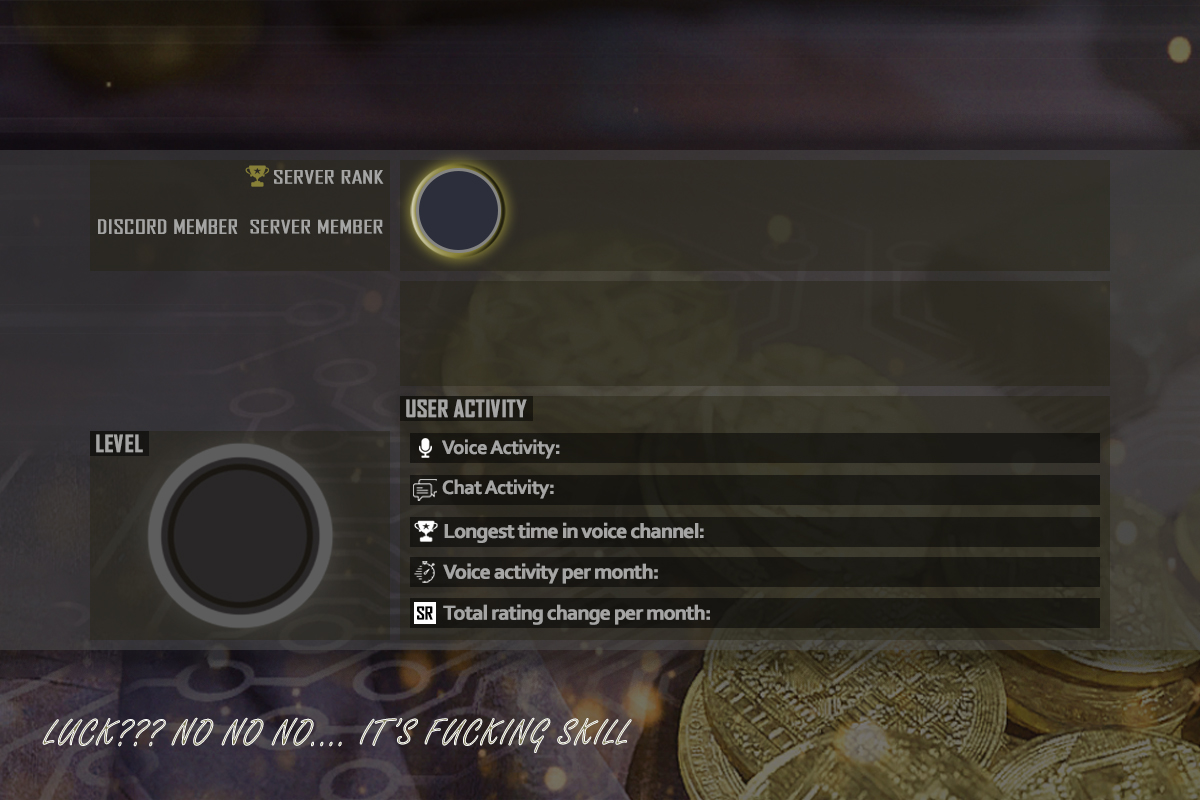 SERVER RANK
DISCORD MEMBER SERVER MEMBER
USER ACTIVITY
LEVEL
Voice Activity:
Chat Activity:
Longest time in voice channel:
Voice activity per month:
SR Total rating change per month:
LUCK??? NO NO NO.... IT'S FUCKING SKILL